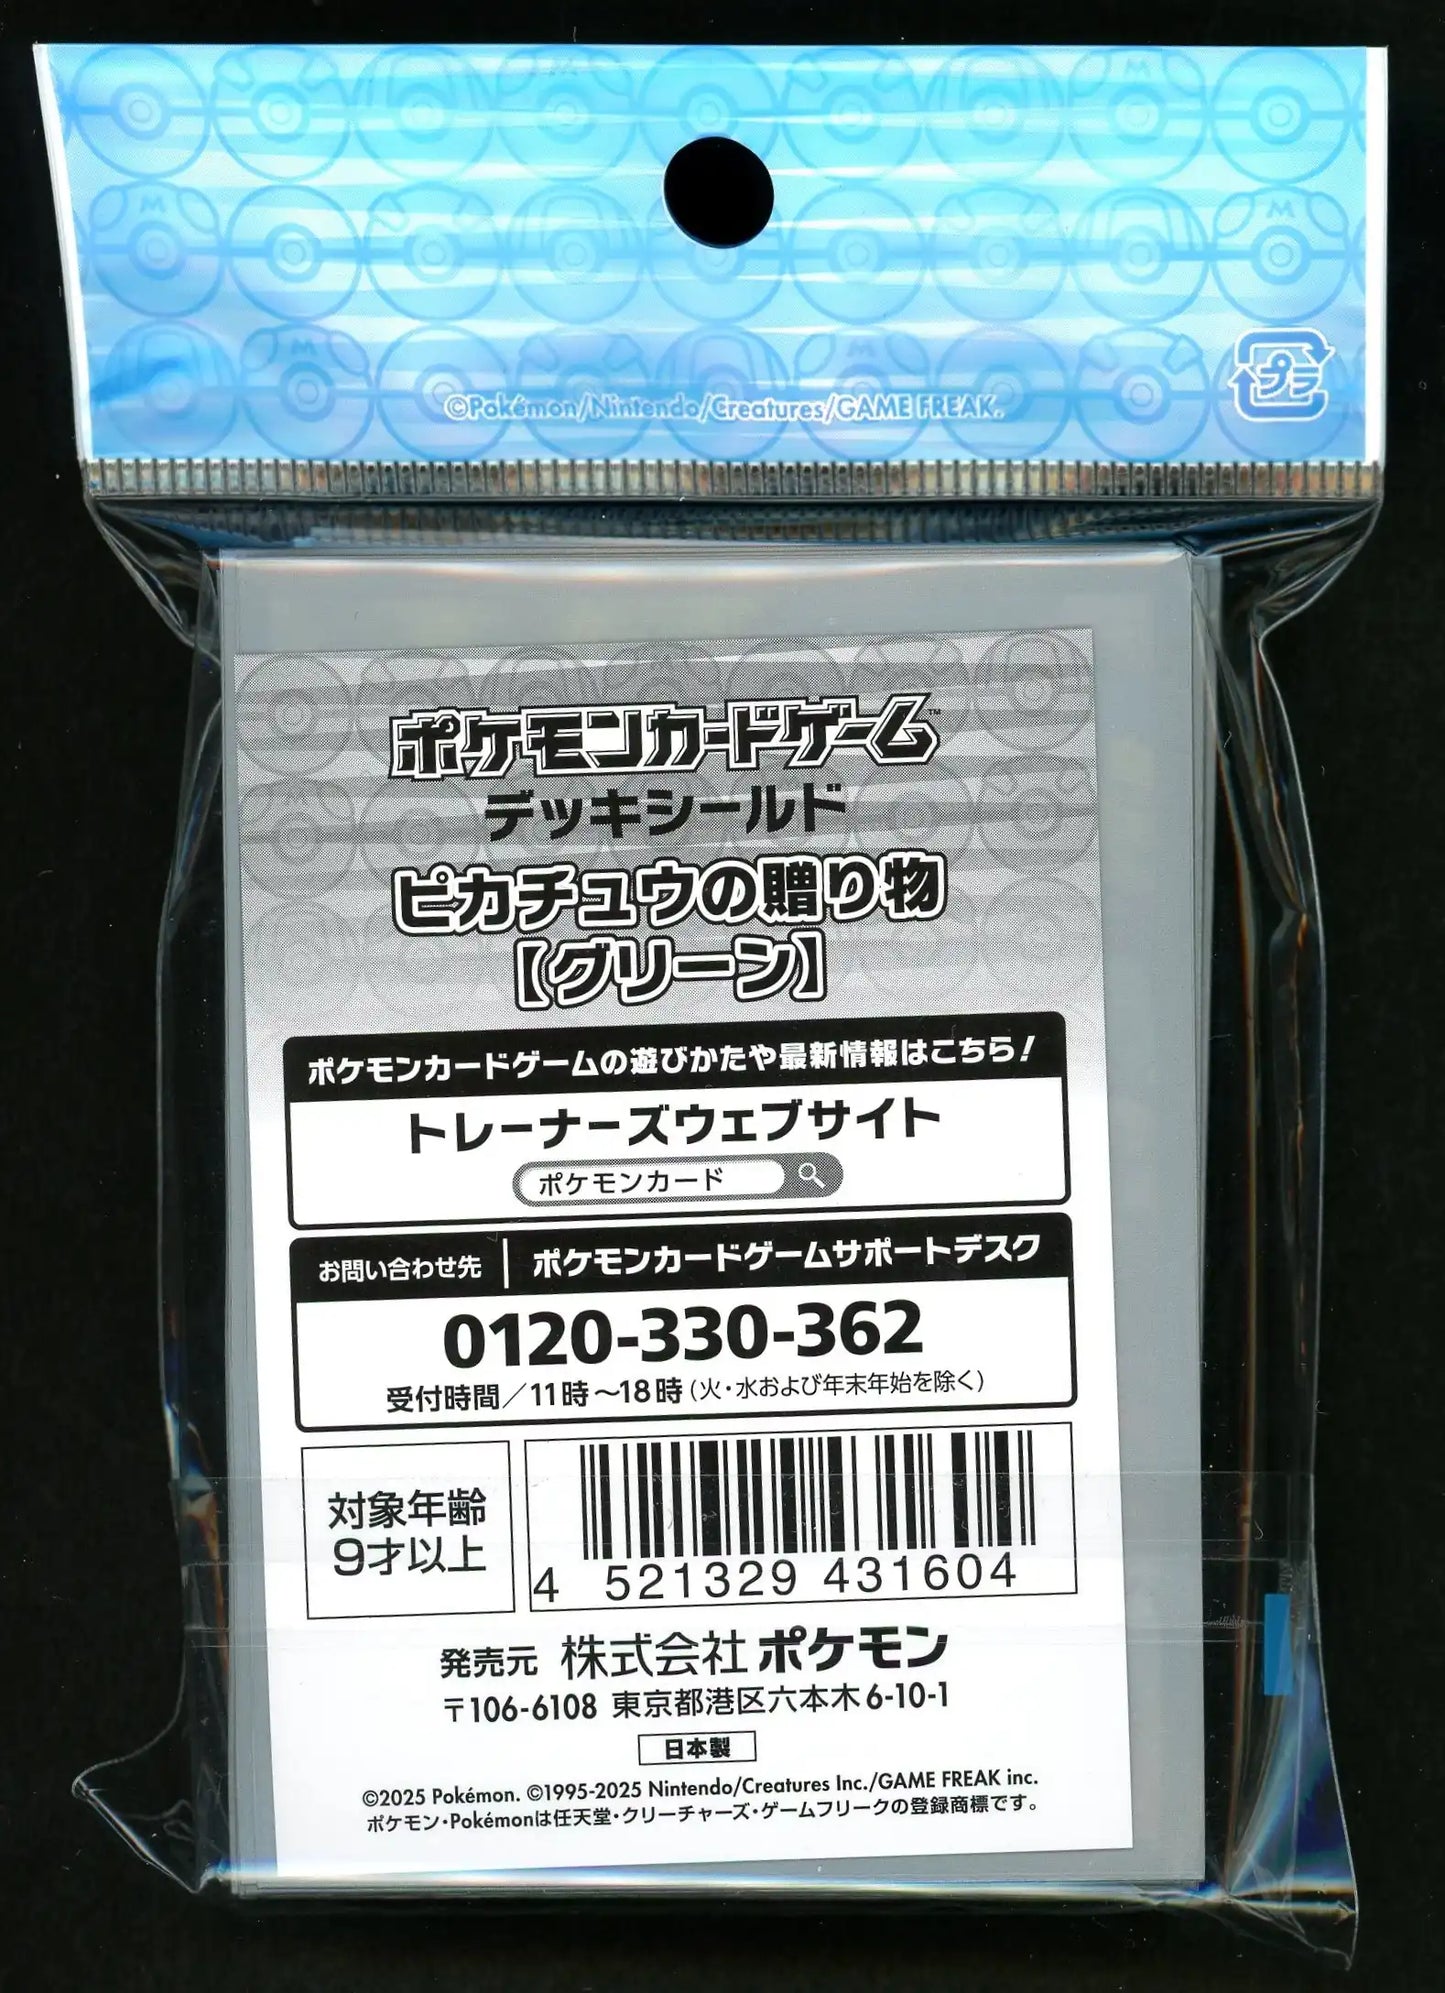 ©Pokémon/Nintendo/Creatures/GAME FREAK.
プラ
ポケモンカードゲーム™
デッキシールド
ピカチュウの贈り物
【グリーン】
ポケモンカードゲームの遊びかたや最新情報はこちら!
トレーナーズウェブサイト
ポケモンカード
お問い合わせ先 ポケモンカードゲームサポートデスク
0120-330-362
受付時間/11時~18時(火・水および年末年始を除く)
対象年齢
9才以上
4 521329 431604
発売元 株式会社ポケモン
〒106-6108 東京都港区六本木6-10-1
日本製
©2025 Pokémon. ©1995-2025 Nintendo/Creatures Inc./GAME FREAK inc.
ポケモン・Pokémonは任天堂・クリーチャーズ・ゲームフリークの登録商標です。